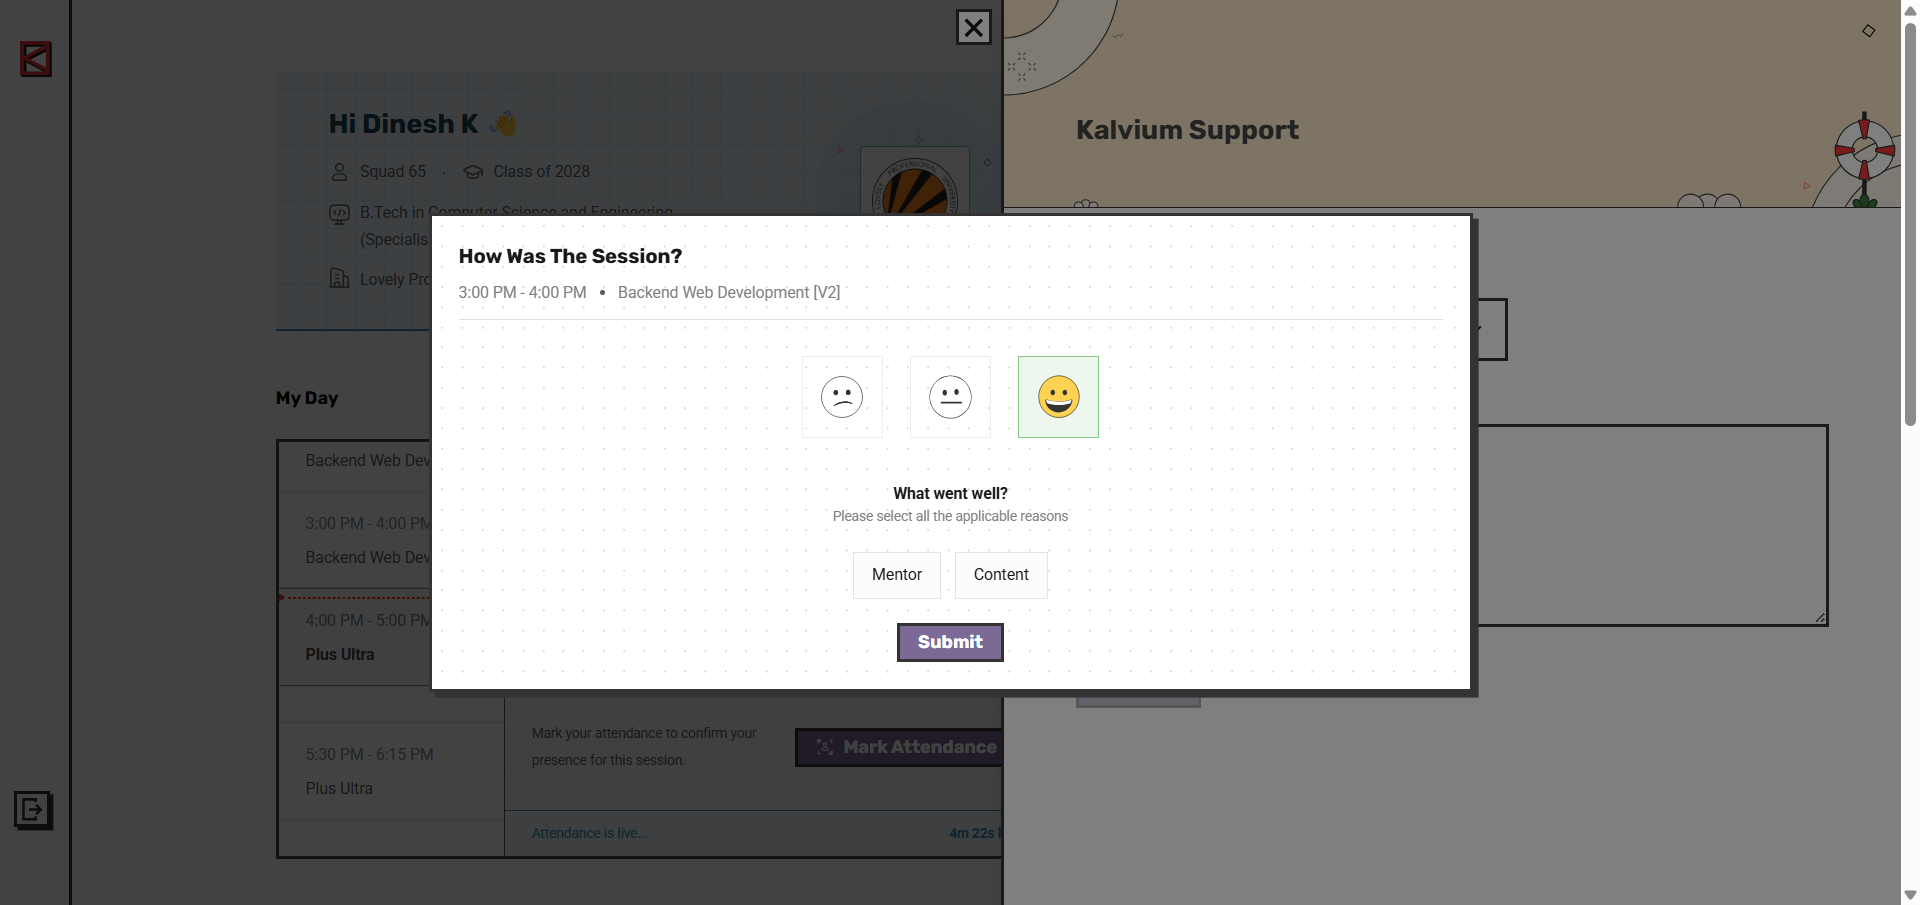 Hi Dinesh K
Squad 65 · Class of 2028
B.Tech in Computer Science and Engineering
(Specialis
Lovely Pro
LOVELY PROFESSIONAL UNIVERSITY
Kalvium Support
How Was The Session?
3:00 PM - 4:00 PM • Backend Web Development [V2]
What went well?
Please select all the applicable reasons
Mentor
Content
Submit
My Day
Backend Web Dev
3:00 PM - 4:00 PM
Backend Web Dev
4:00 PM - 5:00 PM
Plus Ultra
5:30 PM - 6:15 PM
Plus Ultra
Mark your attendance to confirm your
presence for this session.
Mark Attendance
Attendance is live...
4m 22s l